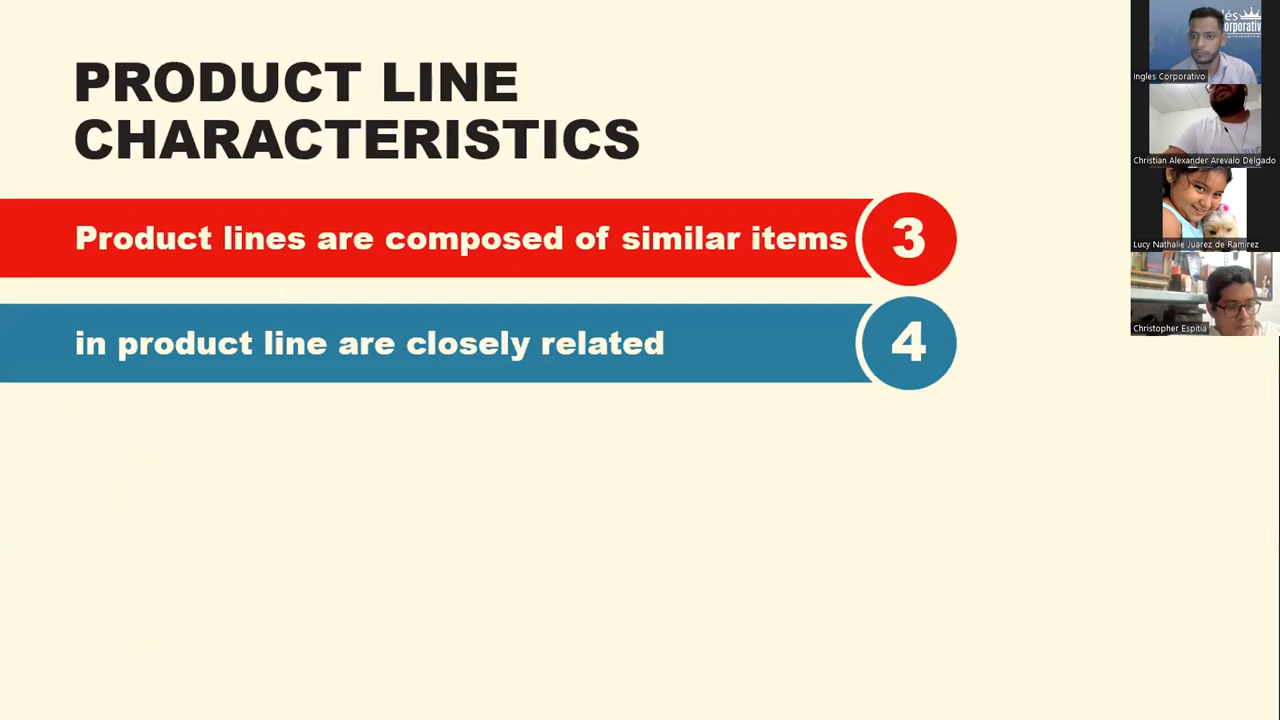 PRODUCT LINE
CHARACTERISTICS
Product lines are composed of similar items
3
in product line are closely related
4
Ingles Corporativo
Christian Alexander Arevalo Delgado
Lucy Nathalie Juarez de Ramirez
Christopher Espitia